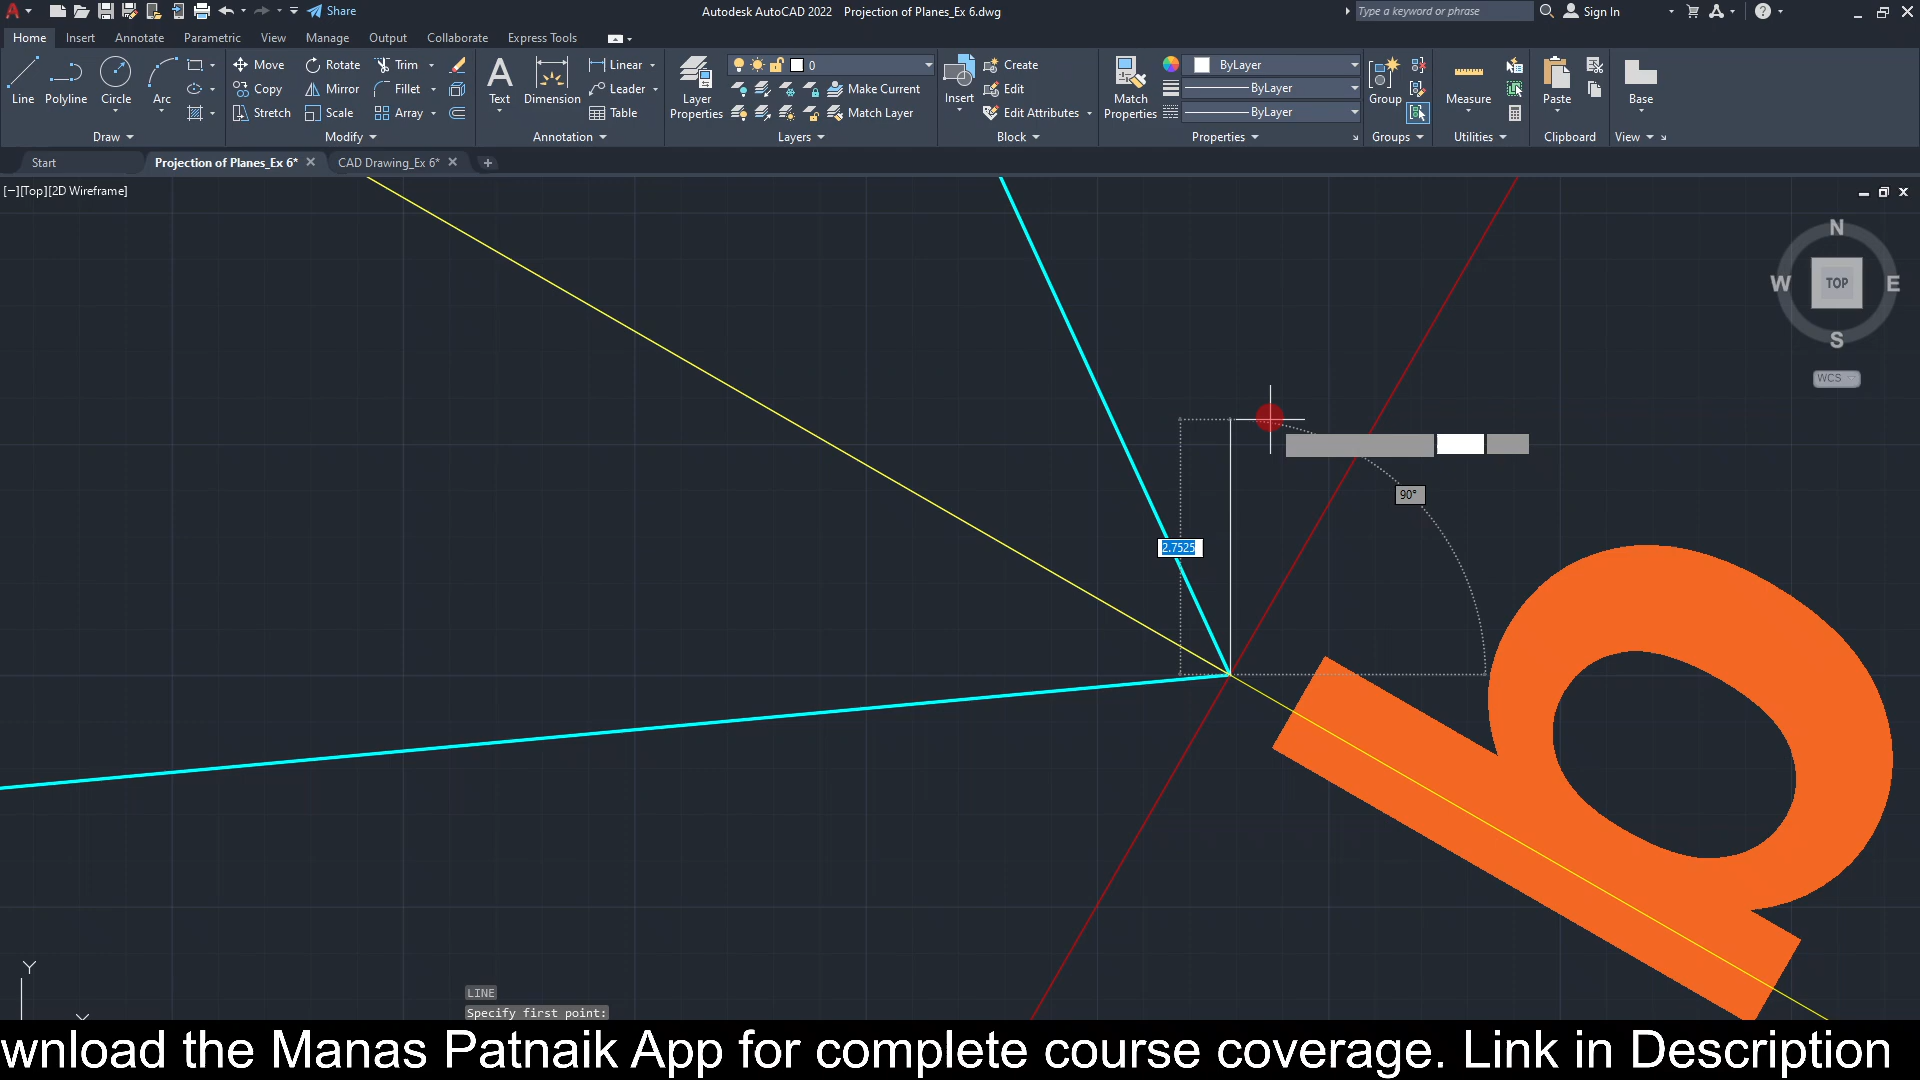 Share
Autodesk AutoCAD 2022 Projection of Planes_Ex 6.dwg
Type a keyword or phrase
Sign In
Home Insert Annotate Parametric View Manage Output Collaborate Express Tools
Line Polyline Circle Arc
Draw
Move Rotate Trim
Copy Mirror Fillet
Stretch Scale Array
Modify
Text Dimension
Linear
Leader
Table
Annotation
Layer Properties
0
Make Current
Match Layer
Layers
Insert
Create
Edit
Edit Attributes
Block
Match Properties
ByLayer
ByLayer
ByLayer
Properties
Group
Groups
Measure
Utilities
Paste
Clipboard
Base
View
Start Projection of Planes_Ex 6* CAD Drawing_Ex 6*
[−][Top][2D Wireframe]
N
W TOP E
S
WCS
90°
2.7525
Y
LINE
Specify first point:
wnload the Manas Patnaik App for complete course coverage. Link in Description